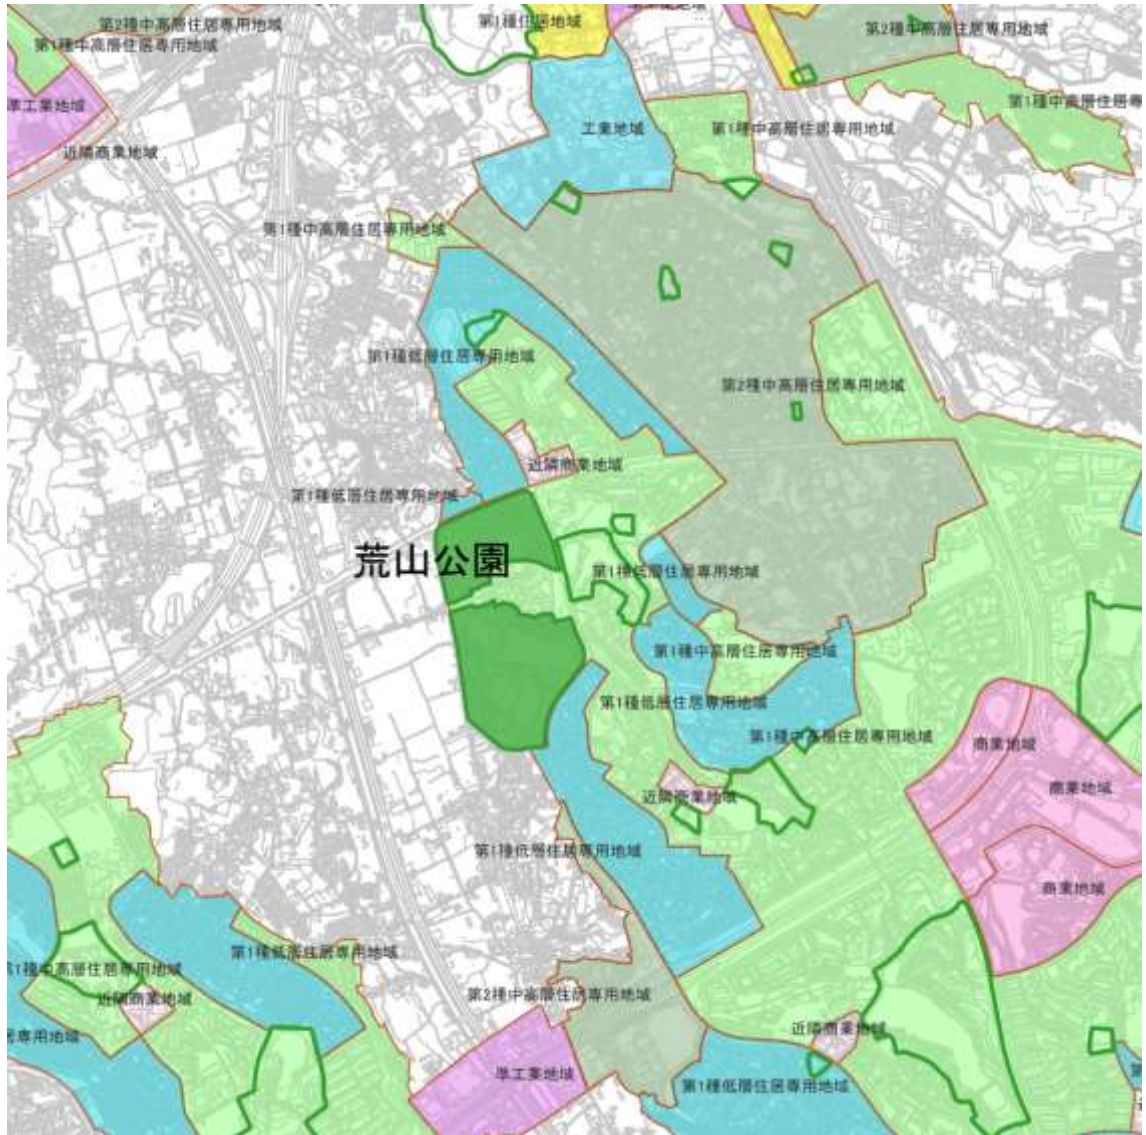 第2種中高層住居専用地域
第1種住居地域
第2種中高層住居専用地域
第1種中高層住居専用地域
準工業地域
第1種中高層住居専
工業地域
第1種中高層住居専用地域
近隣商業地域
第1種中高層住居専用地域
第1種低層住居専用地域
第2種中高層住居専用地域
近隣商業地域
第1種低層住居専用地域
荒山公園
第1種低層住居専用地域
第1種中高層住居専用地域
第1種低層住居専用地域
第1種中高層住居専用地域
商業地域
商業地域
近隣商業地域
第1種低層住居専用地域
商業地域
第1種低層住居専用地域
第1種中高層住居専用地域
近隣商業地域
第2種中高層住居専用地域
近隣商業地域
居専用地域
準工業地域
第1種低層住居専用地域